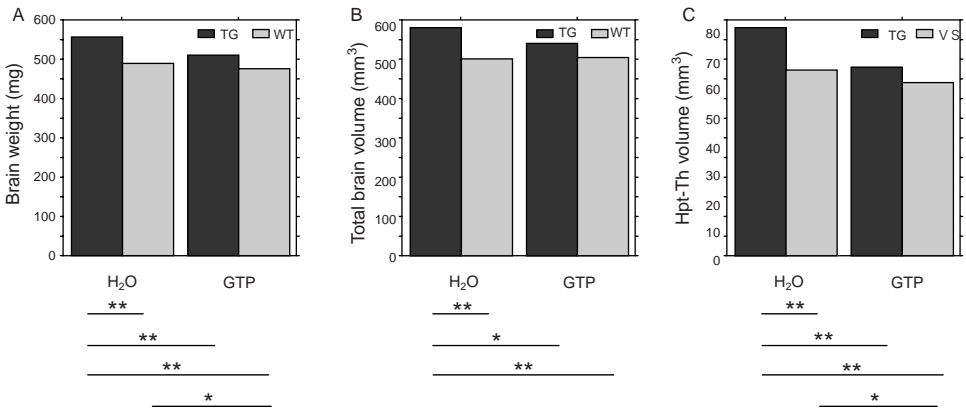 A
600
500
400
300
200
100
0
Brain weight (mg)
TG WT
H₂O GTP
**
**
**
*
B
600
500
400
300
200
100
0
Total brain volume (mm³)
TG WT
H₂O GTP
**
*
**
C
80
70
60
50
20
30
20
10
0
Hpt-Th volume (mm³)
TG V S
H₂O GTP
**
**
**
*